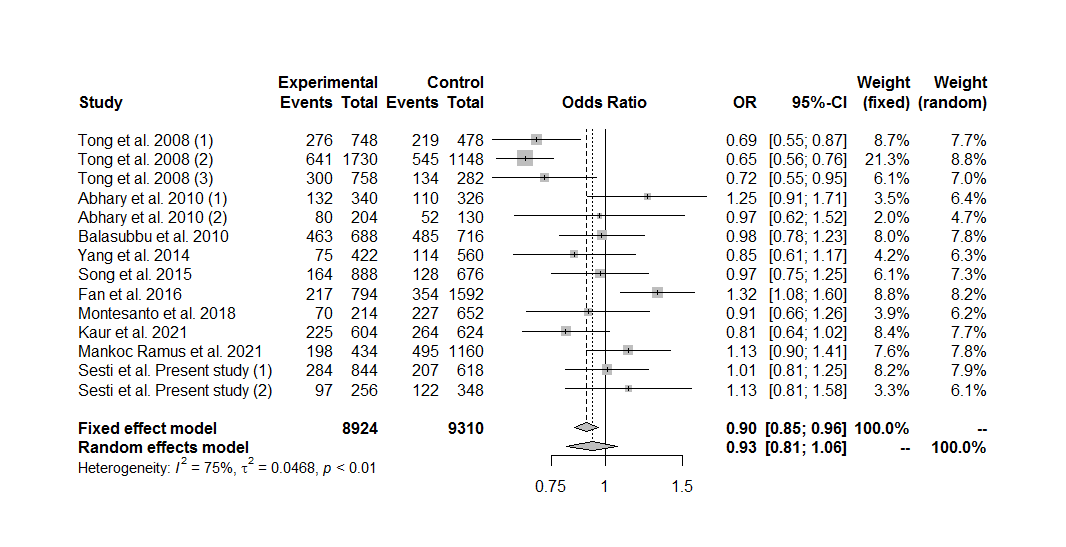 Experimental Control Weight Weight
Study Events Total Events Total Odds Ratio OR 95%-CI (fixed) (random)
Tong et al. 2008 (1) 276 748 219 478 0.69 [0.55; 0.87] 8.7% 7.7%
Tong et al. 2008 (2) 641 1730 545 1148 0.65 [0.56; 0.76] 21.3% 8.8%
Tong et al. 2008 (3) 300 758 134 282 0.72 [0.55; 0.95] 6.1% 7.0%
Abhary et al. 2010 (1) 132 340 110 326 1.25 [0.91; 1.71] 3.5% 6.4%
Abhary et al. 2010 (2) 80 204 52 130 0.97 [0.62; 1.52] 2.0% 4.7%
Balasubbu et al. 2010 463 688 485 716 0.98 [0.78; 1.23] 8.0% 7.8%
Yang et al. 2014 75 422 114 560 0.85 [0.61; 1.17] 4.2% 6.3%
Song et al. 2015 164 888 128 676 0.97 [0.75; 1.25] 6.1% 7.3%
Fan et al. 2016 217 794 354 1592 1.32 [1.08; 1.60] 8.8% 8.2%
Montesanto et al. 2018 70 214 227 652 0.91 [0.66; 1.26] 3.9% 6.2%
Kaur et al. 2021 225 604 264 624 0.81 [0.64; 1.02] 8.4% 7.7%
Mankoc Ramus et al. 2021 198 434 495 1160 1.13 [0.90; 1.41] 7.6% 7.8%
Sesti et al. Present study (1) 284 844 207 618 1.01 [0.81; 1.25] 8.2% 7.9%
Sesti et al. Present study (2) 97 256 122 348 1.13 [0.81; 1.58] 3.3% 6.1%
Fixed effect model 8924 9310 0.90 [0.85; 0.96] 100.0% --
Random effects model 0.93 [0.81; 1.06] -- 100.0%
Heterogeneity: I² = 75%, τ² = 0.0468, p < 0.01
0.75 1 1.5